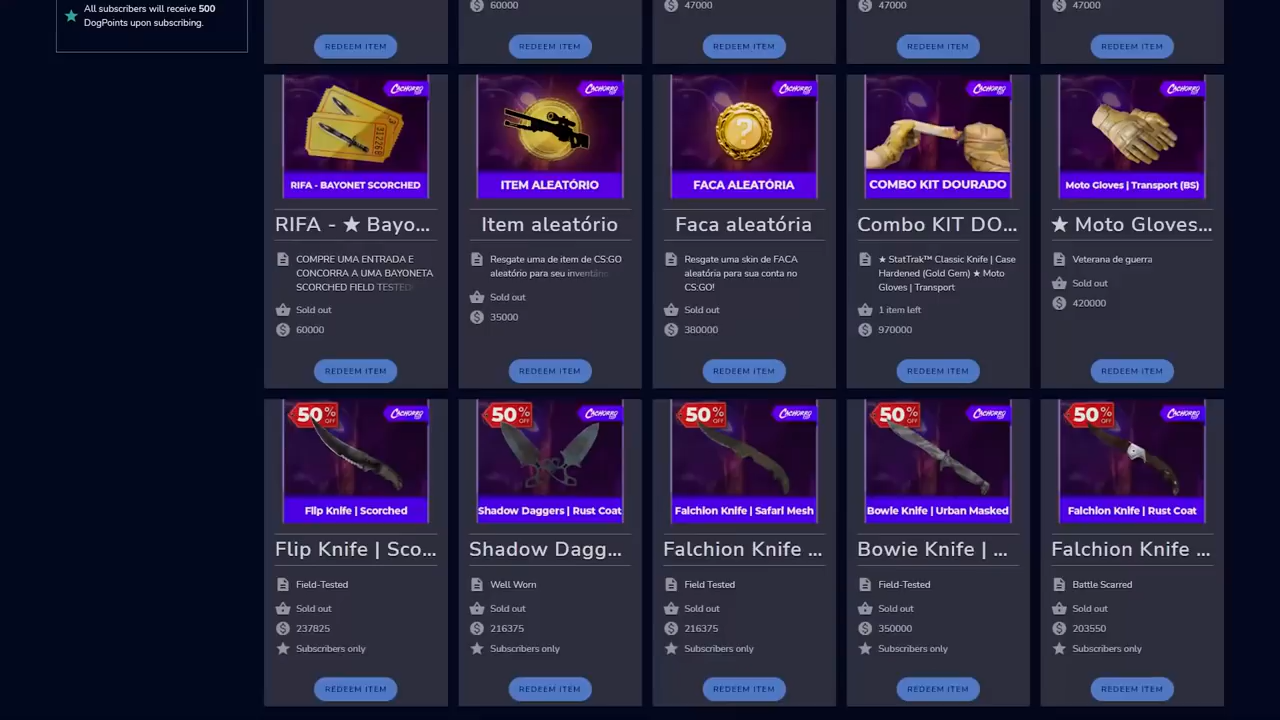 All subscribers will receive 500
DogPoints upon subscribing.
60000
47000
47000
47000
REDEEM ITEM
REDEEM ITEM
REDEEM ITEM
REDEEM ITEM
REDEEM ITEM
CACHORRO
RIFA - BAYONET SCORCHED
RIFA - ★ Bayo...
COMPRE UMA ENTRADA E
CONCORRA A UMA BAYONETA
SCORCHED FIELD TESTED
Sold out
60000
REDEEM ITEM
CACHORRO
ITEM ALEATÓRIO
Item aleatório
Resgate uma de item de CS:GO
aleatório para seu inventário
Sold out
35000
REDEEM ITEM
CACHORRO
?
FACA ALEATÓRIA
Faca aleatória
Resgate uma skin de FACA
aleatória para sua conta no
CS:GO!
Sold out
380000
REDEEM ITEM
CACHORRO
COMBO KIT DOURADO
Combo KIT DO...
★ StatTrak™ Classic Knife | Case
Hardened (Gold Gem) ★ Moto
Gloves | Transport
1 item left
970000
REDEEM ITEM
CACHORRO
Moto Gloves | Transport (BS)
★ Moto Gloves...
Veterana de guerra
Sold out
420000
REDEEM ITEM
50% OFF
CACHORRO
Flip Knife | Scorched
Flip Knife | Sco...
Field-Tested
Sold out
237825
Subscribers only
REDEEM ITEM
50% OFF
CACHORRO
Shadow Daggers | Rust Coat
Shadow Dagg...
Well Worn
Sold out
216375
Subscribers only
REDEEM ITEM
50% OFF
CACHORRO
Falchion Knife | Safari Mesh
Falchion Knife ...
Field Tested
Sold out
216375
Subscribers only
REDEEM ITEM
50% OFF
CACHORRO
Bowie Knife | Urban Masked
Bowie Knife | ...
Field-Tested
Sold out
350000
Subscribers only
REDEEM ITEM
50% OFF
CACHORRO
Falchion Knife | Rust Coat
Falchion Knife ...
Battle Scarred
Sold out
203550
Subscribers only
REDEEM ITEM